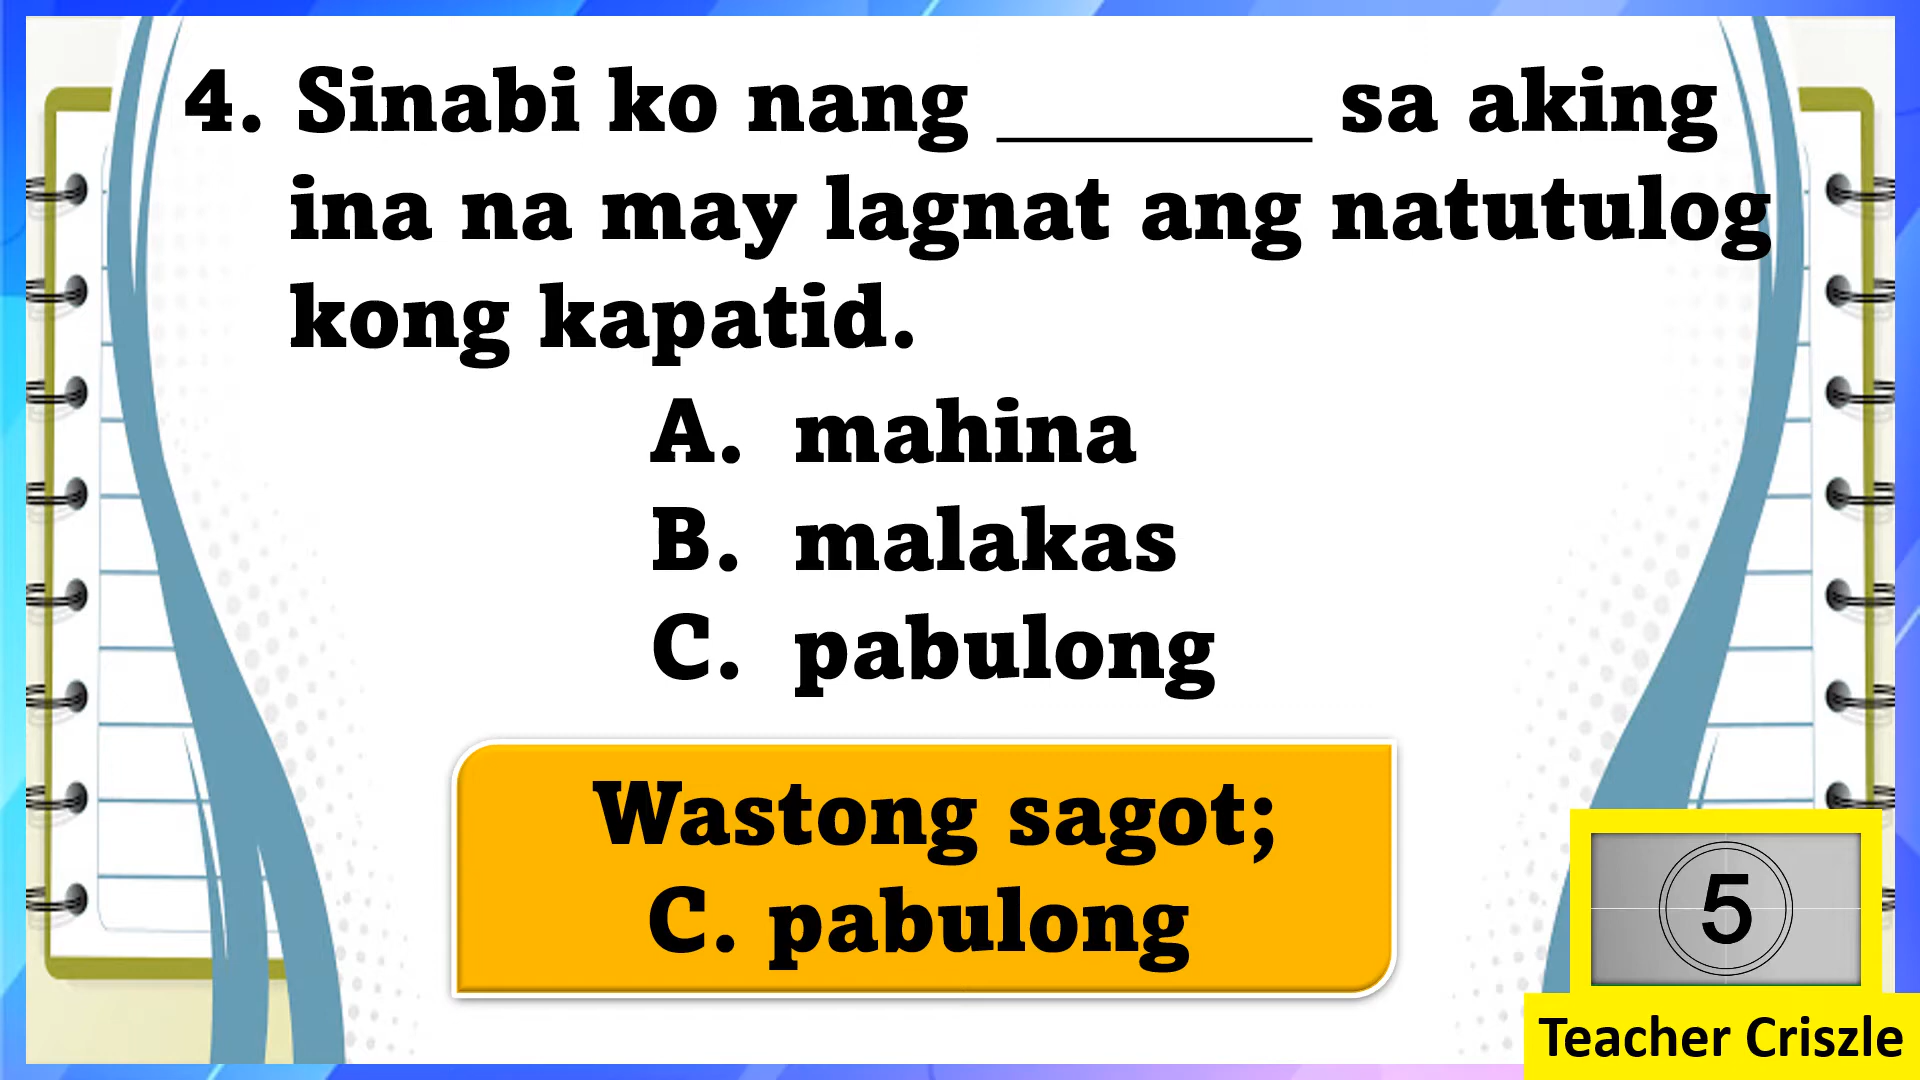 4. Sinabi ko nang ________ sa aking
ina na may lagnat ang natutulog
kong kapatid.
A. mahina
B. malakas
C. pabulong
Wastong sagot;
C. pabulong
5
Teacher Criszle